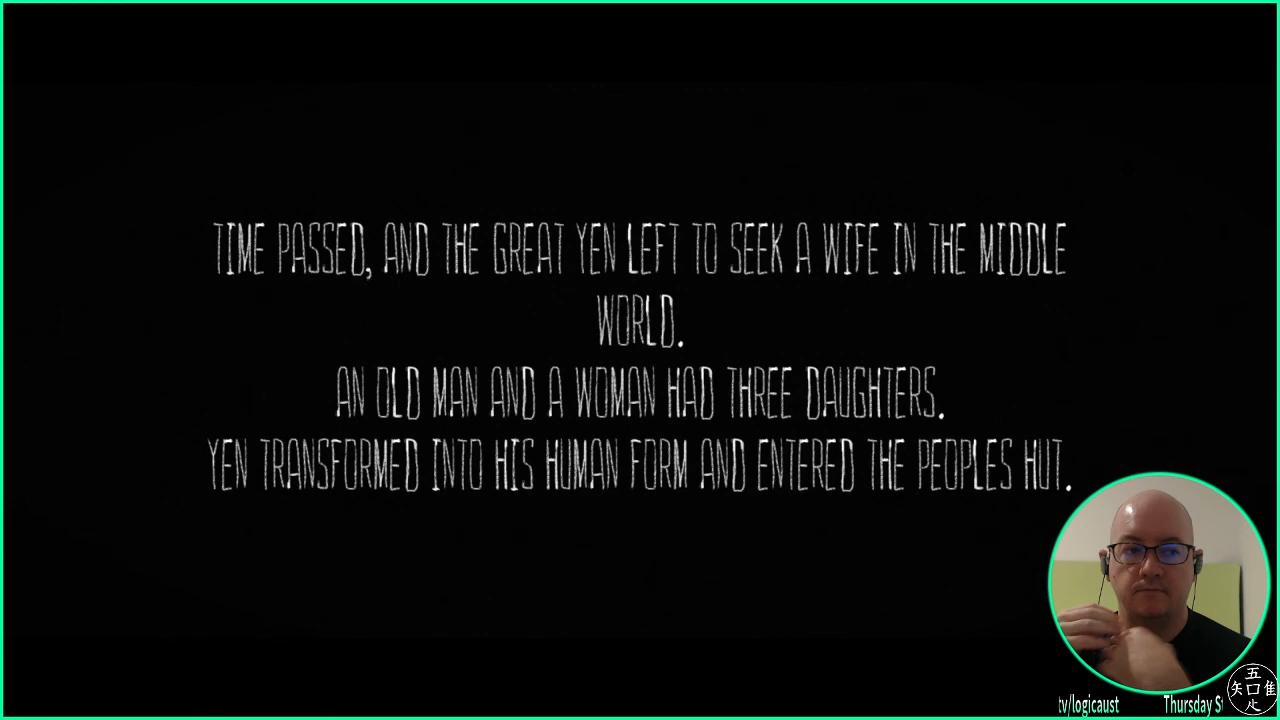 TIME PASSED, AND THE GREAT YEN LEFT TO SEEK A WIFE IN THE MIDDLE
WORLD.
AN OLD MAN AND A WOMAN HAD THREE DAUGHTERS.
YEN TRANSFORMED INTO HIS HUMAN FORM AND ENTERED THE PEOPLES HUT.
tv/logicaust Thursday S
五
矢口隹
疋